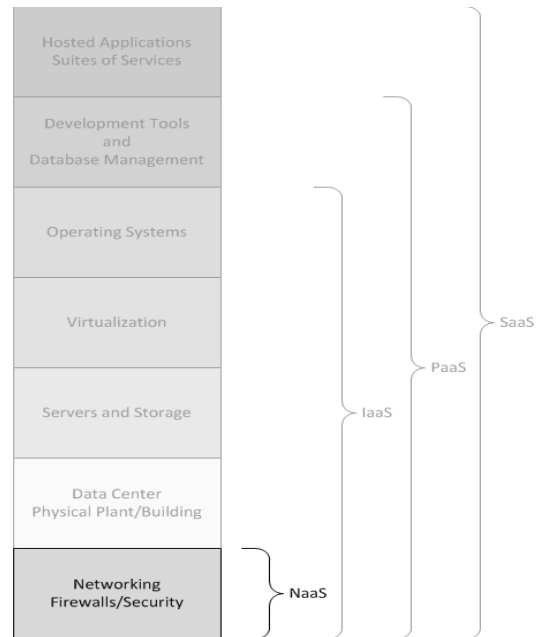 Hosted Applications
Suites of Services
Development Tools
and
Database Management
Operating Systems
Virtualization
SaaS
PaaS
Servers and Storage
IaaS
Data Center
Physical Plant/Building
Networking
Firewalls/Security
NaaS